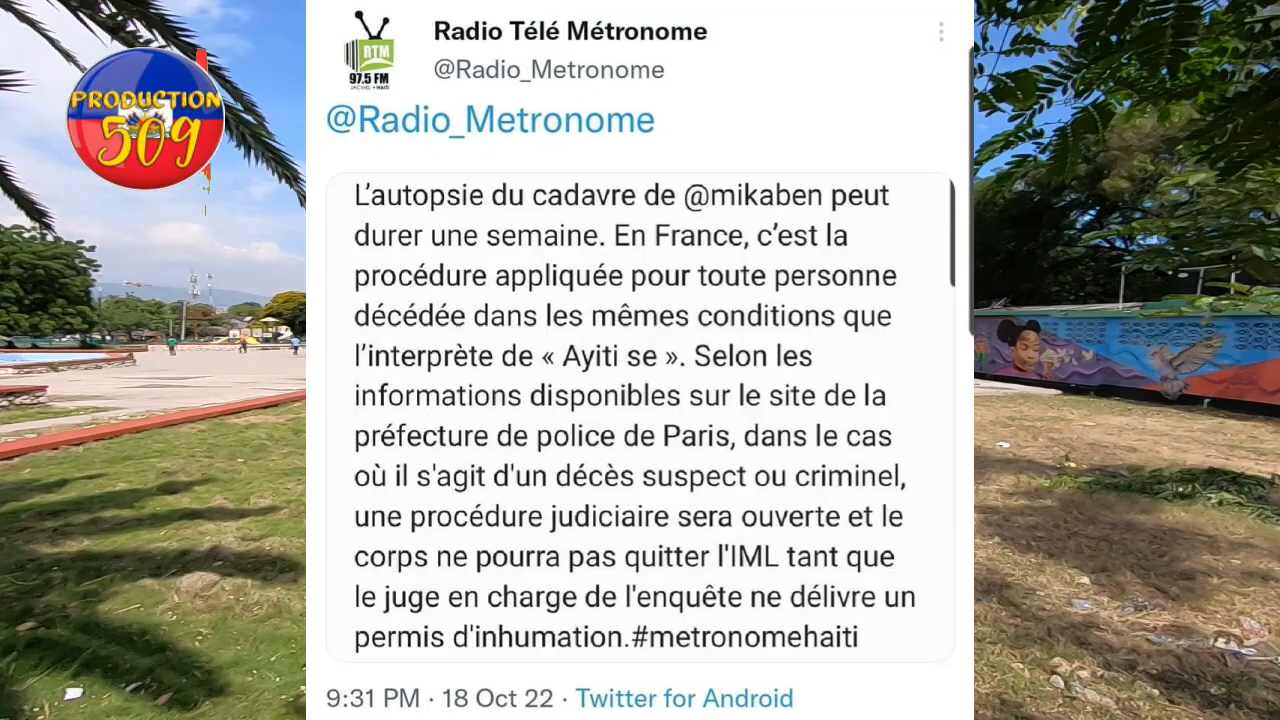 PRODUCTION
509
RTM
97.5 FM
JACMEL • HAITI
Radio Télé Métronome
@Radio_Metronome
@Radio_Metronome
L’autopsie du cadavre de @mikaben peut
durer une semaine. En France, c’est la
procédure appliquée pour toute personne
décédée dans les mêmes conditions que
l’interprète de « Ayiti se ». Selon les
informations disponibles sur le site de la
préfecture de police de Paris, dans le cas
où il s'agit d'un décès suspect ou criminel,
une procédure judiciaire sera ouverte et le
corps ne pourra pas quitter l'IML tant que
le juge en charge de l'enquête ne délivre un
permis d'inhumation.#metronomehaiti
9:31 PM · 18 Oct 22 · Twitter for Android